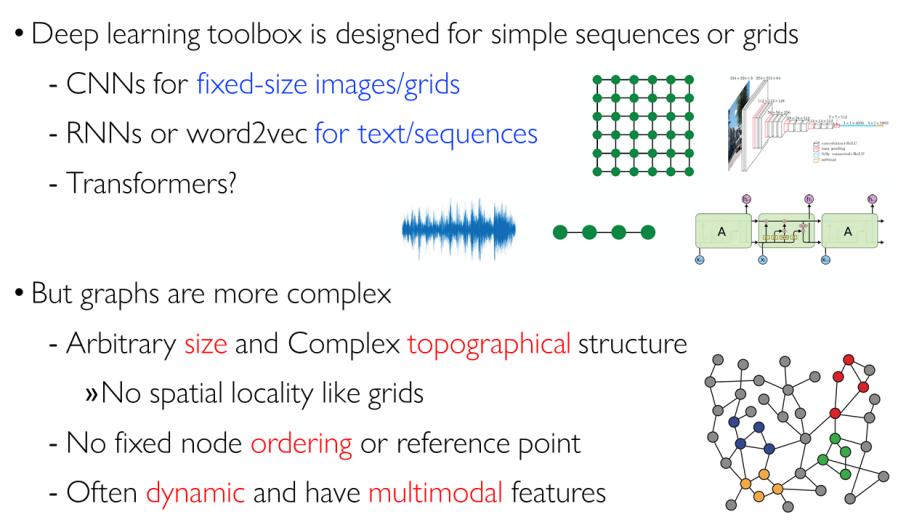 • Deep learning toolbox is designed for simple sequences or grids
- CNNs for fixed-size images/grids
- RNNs or word2vec for text/sequences
- Transformers?
A
A
• But graphs are more complex
- Arbitrary size and Complex topographical structure
» No spatial locality like grids
- No fixed node ordering or reference point
- Often dynamic and have multimodal features